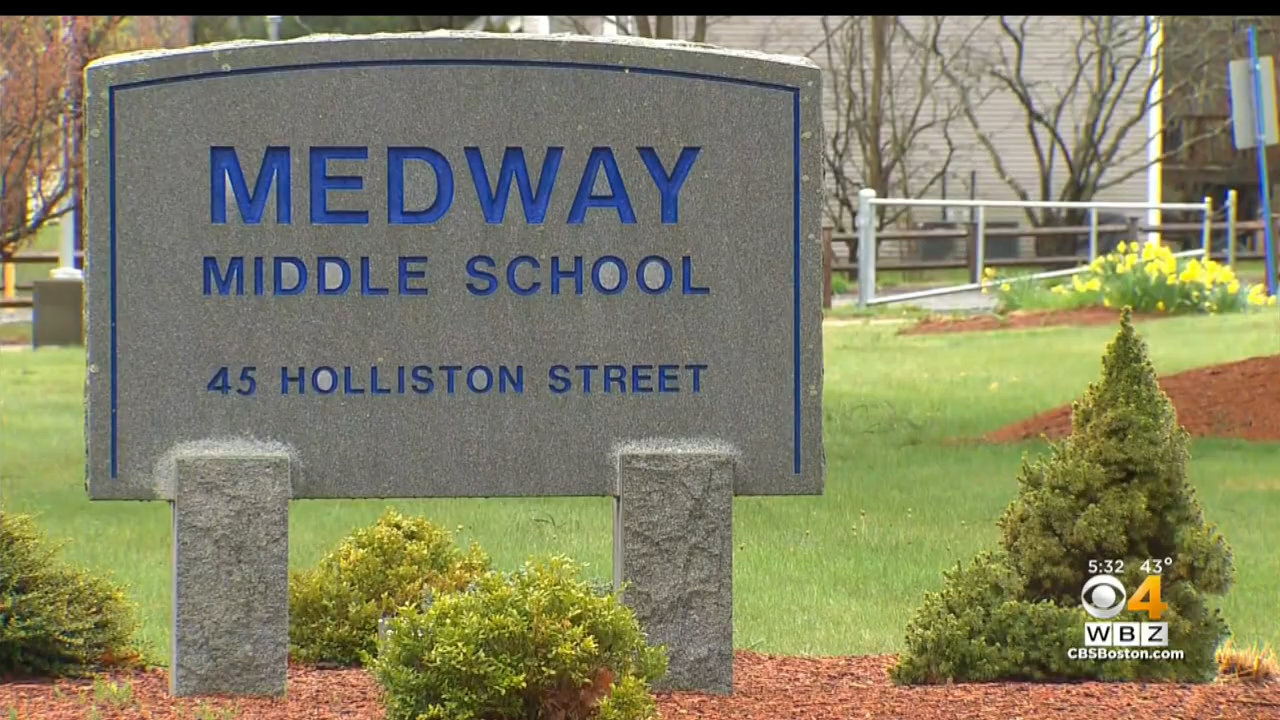 MEDWAY
MIDDLE SCHOOL
45 HOLLISTON STREET
5:32 43°
4
WBZ
CBSBoston.com